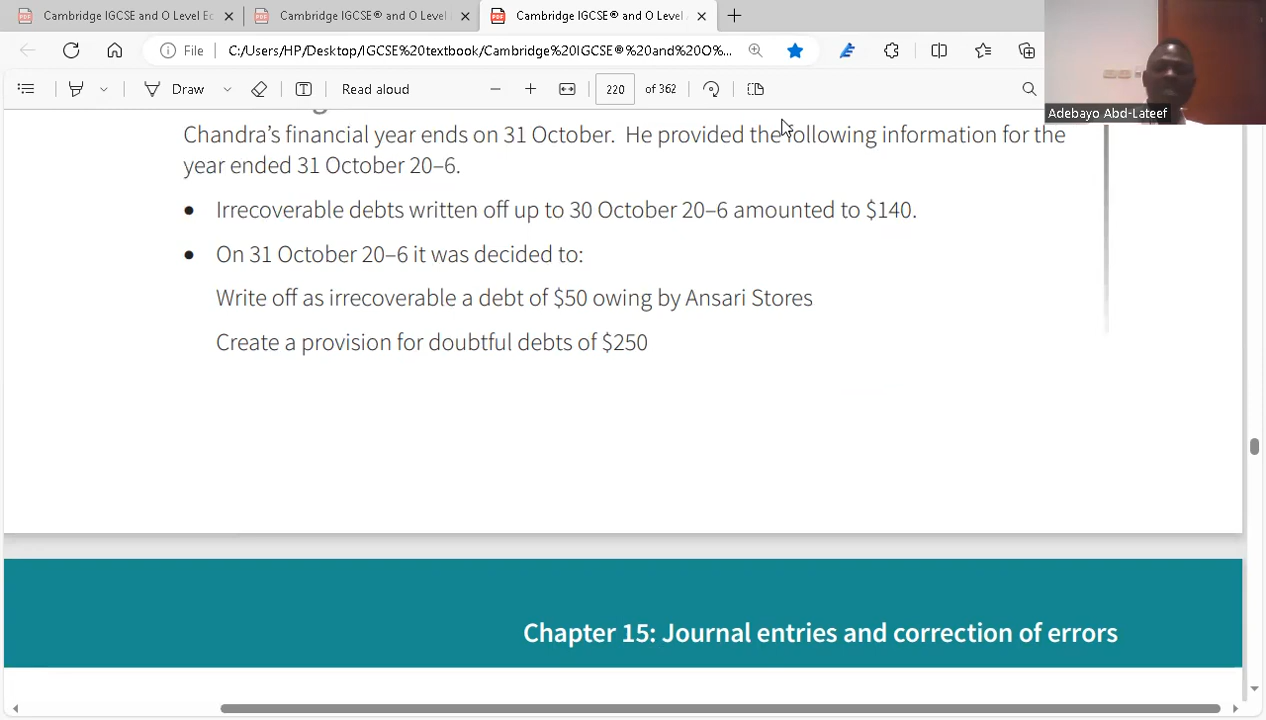 Cambridge IGCSE and O Level Ec
Cambridge IGCSE® and O Level
Cambridge IGCSE® and O Level
File
C:/Users/HP/Desktop/IGCSE%20textbook/Cambridge%20IGCSE®%20and%20O%...
Draw
Read aloud
220
of 362
Adebayo Abd-Lateef
Chandra's financial year ends on 31 October. He provided the following information for the
year ended 31 October 20–6.
• Irrecoverable debts written off up to 30 October 20–6 amounted to $140.
• On 31 October 20–6 it was decided to:
Write off as irrecoverable a debt of $50 owing by Ansari Stores
Create a provision for doubtful debts of $250
Chapter 15: Journal entries and correction of errors